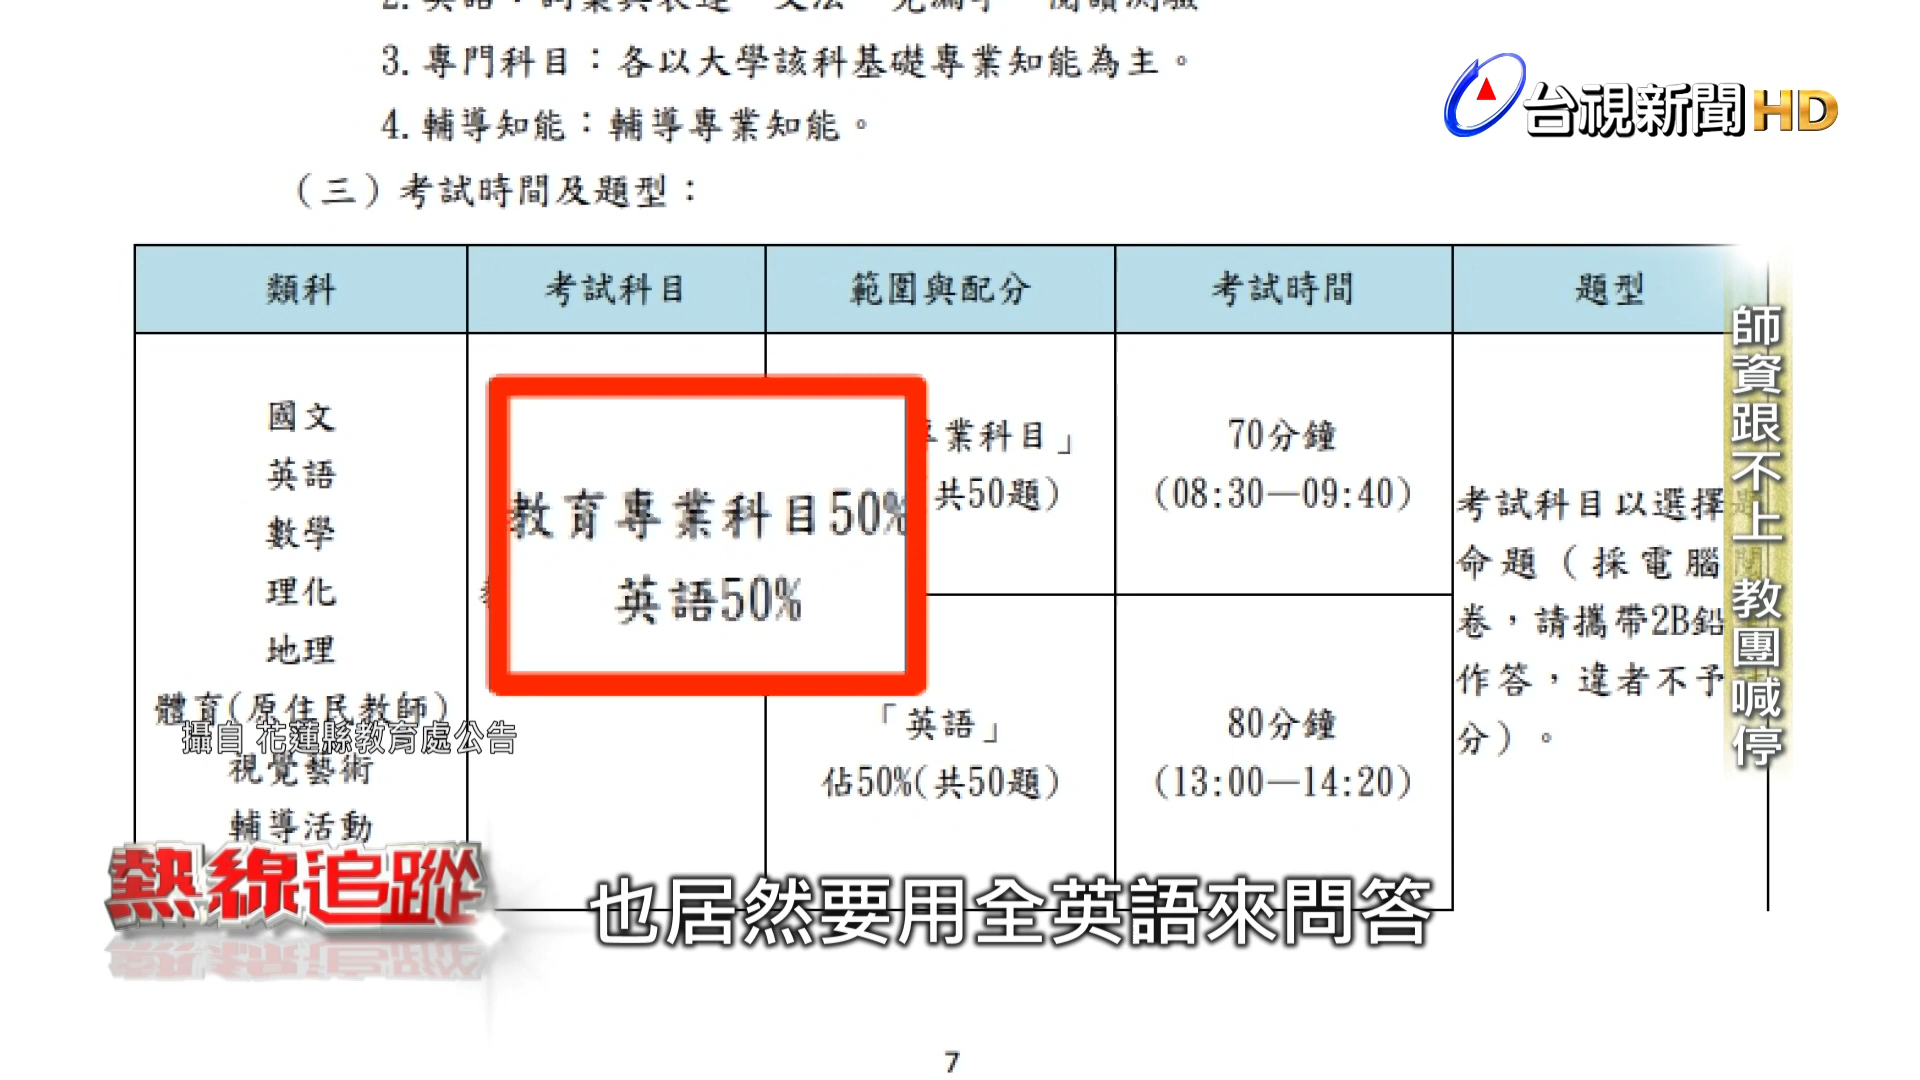 3.專門科目：各以大學該科基礎專業知能為主。
4.輔導知能：輔導專業知能。
（三）考試時間及題型：
台視新聞HD
類科
考試科目
範圍與配分
考試時間
題型
國文
英語
數學
理化
地理
體育(原住民教師)
視覺藝術
輔導活動
教育專業科目50%
英語50%
業科目」
共50題)
70分鐘
(08:30—09:40)
「英語」
佔50%(共50題)
80分鐘
(13:00—14:20)
考試科目以選擇
命題（採電腦
卷，請攜帶2B鉛
作答，違者不予
分）。
師資跟不上 教團喊停
攝自 花蓮縣教育處公告
熱線追蹤
也居然要用全英語來問答
7